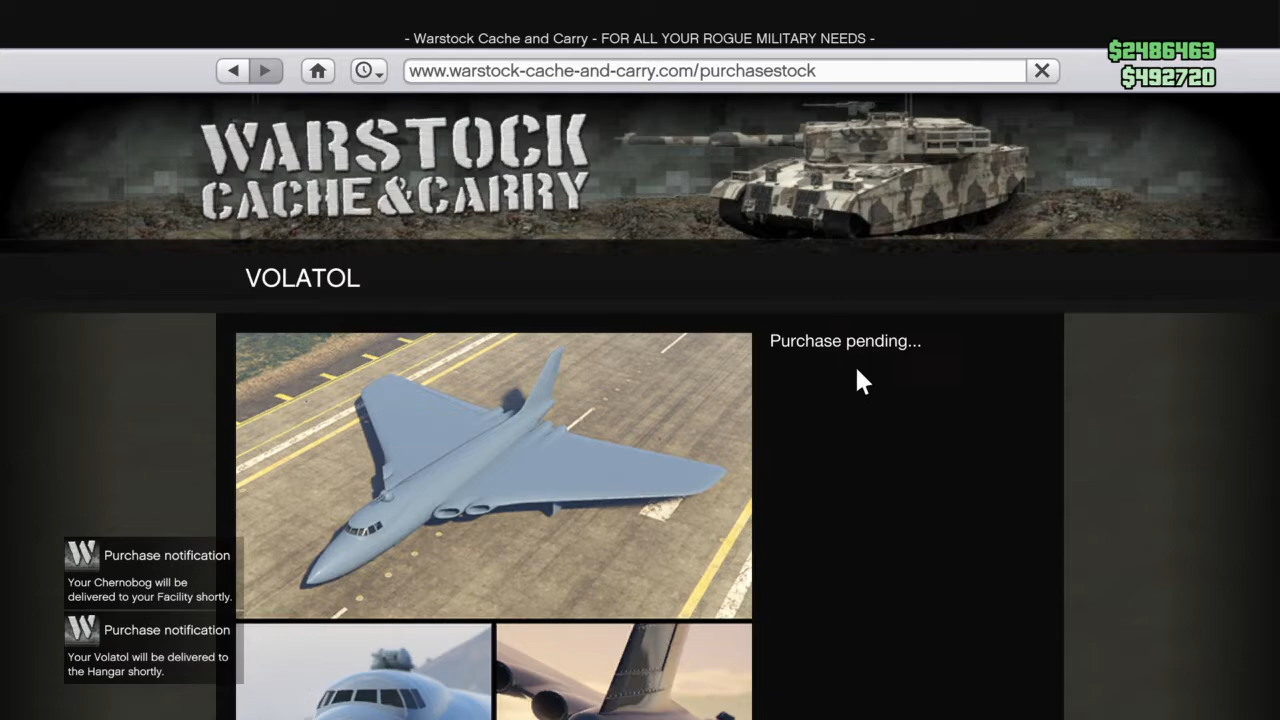 - Warstock Cache and Carry - FOR ALL YOUR ROGUE MILITARY NEEDS -
$2486463
www.warstock-cache-and-carry.com/purchasestock
$492720
WARSTOCK
CACHE&CARRY
VOLATOL
Purchase pending...
W Purchase notification
Your Chernobog will be
delivered to your Facility shortly.
W Purchase notification
Your Volatol will be delivered to
the Hangar shortly.